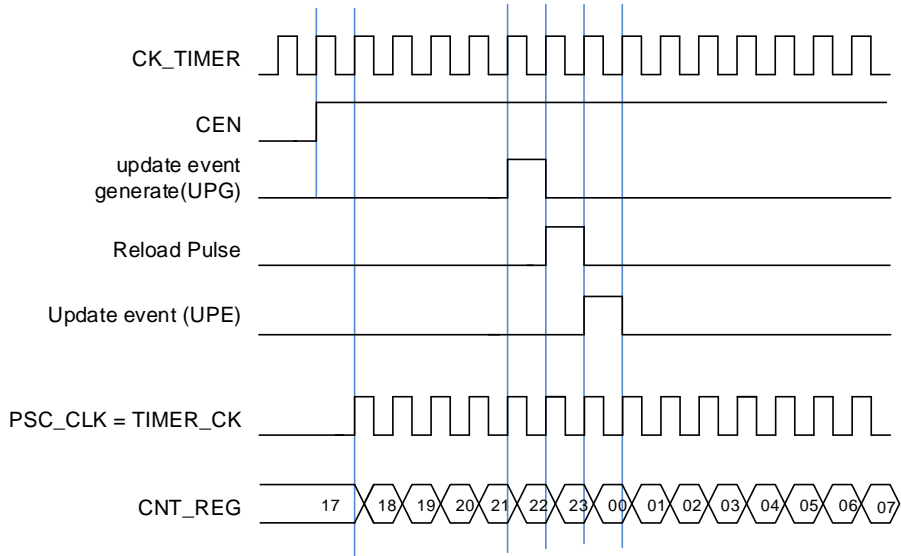 CK_TIMER
CEN
update event
generate(UPG)
Reload Pulse
Update event (UPE)
PSC_CLK = TIMER_CK
CNT_REG 17 18 19 20 21 22 23 00 01 02 03 04 05 06 07